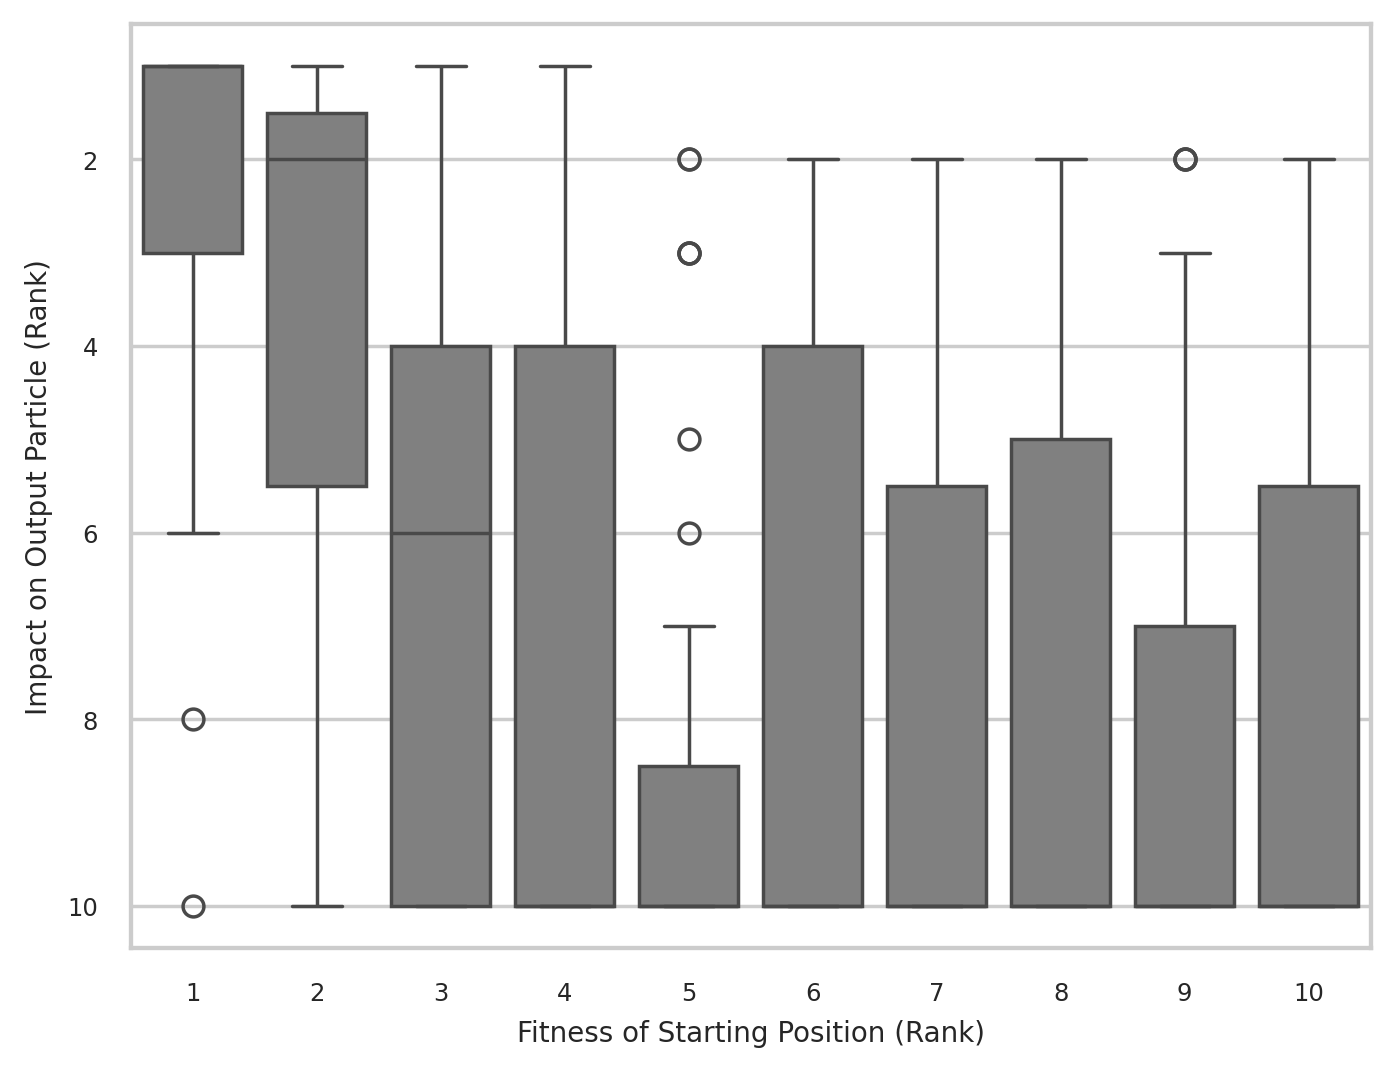 Impact on Output Particle (Rank)
2
4
6
8
10
1 2 3 4 5 6 7 8 9 10
Fitness of Starting Position (Rank)